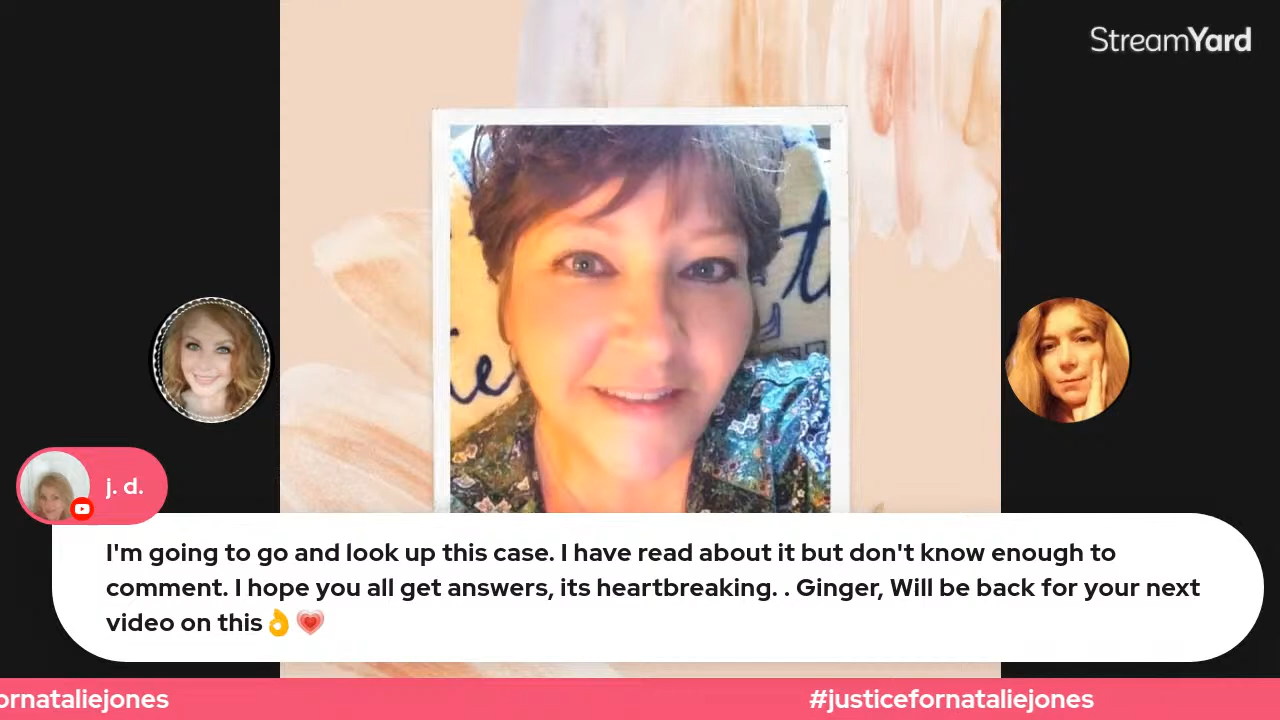 StreamYard
th
te
j. d.
I'm going to go and look up this case. I have read about it but don't know enough to
comment. I hope you all get answers, its heartbreaking. . Ginger, Will be back for your next
video on this👌💗
ornataliejones
#justicefornataliejones